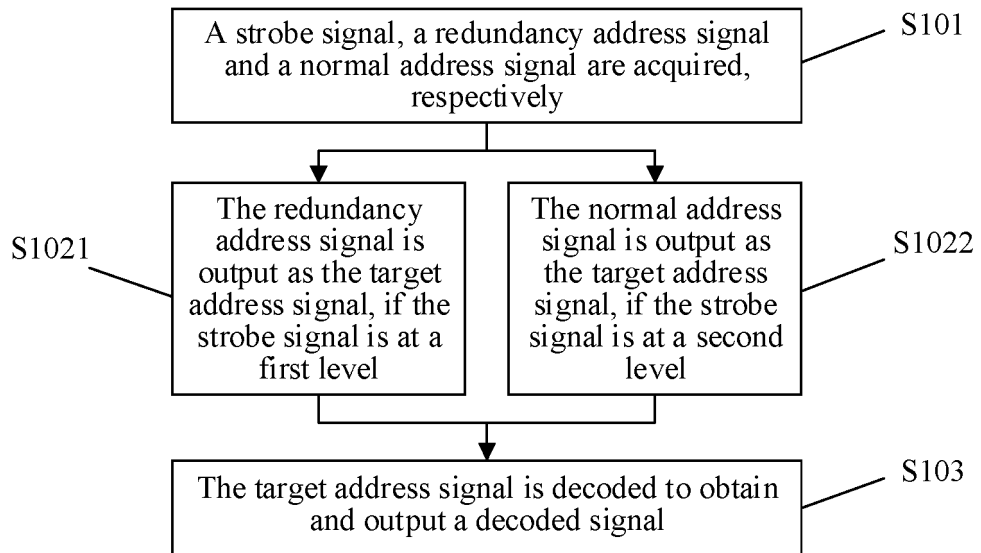 A strobe signal, a redundancy address signal
and a normal address signal are acquired,
respectively
S101
The redundancy
address signal is
output as the target
address signal, if the
strobe signal is at a
first level
S1021
The normal address
signal is output as
the target address
signal, if the strobe
signal is at a second
level
S1022
The target address signal is decoded to obtain
and output a decoded signal
S103